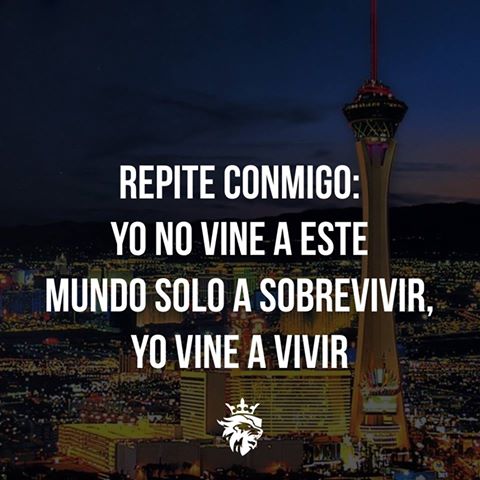 REPITE CONMIGO:
YO NO VINE A ESTE
MUNDO SOLO A SOBREVIVIR,
YO VINE A VIVIR